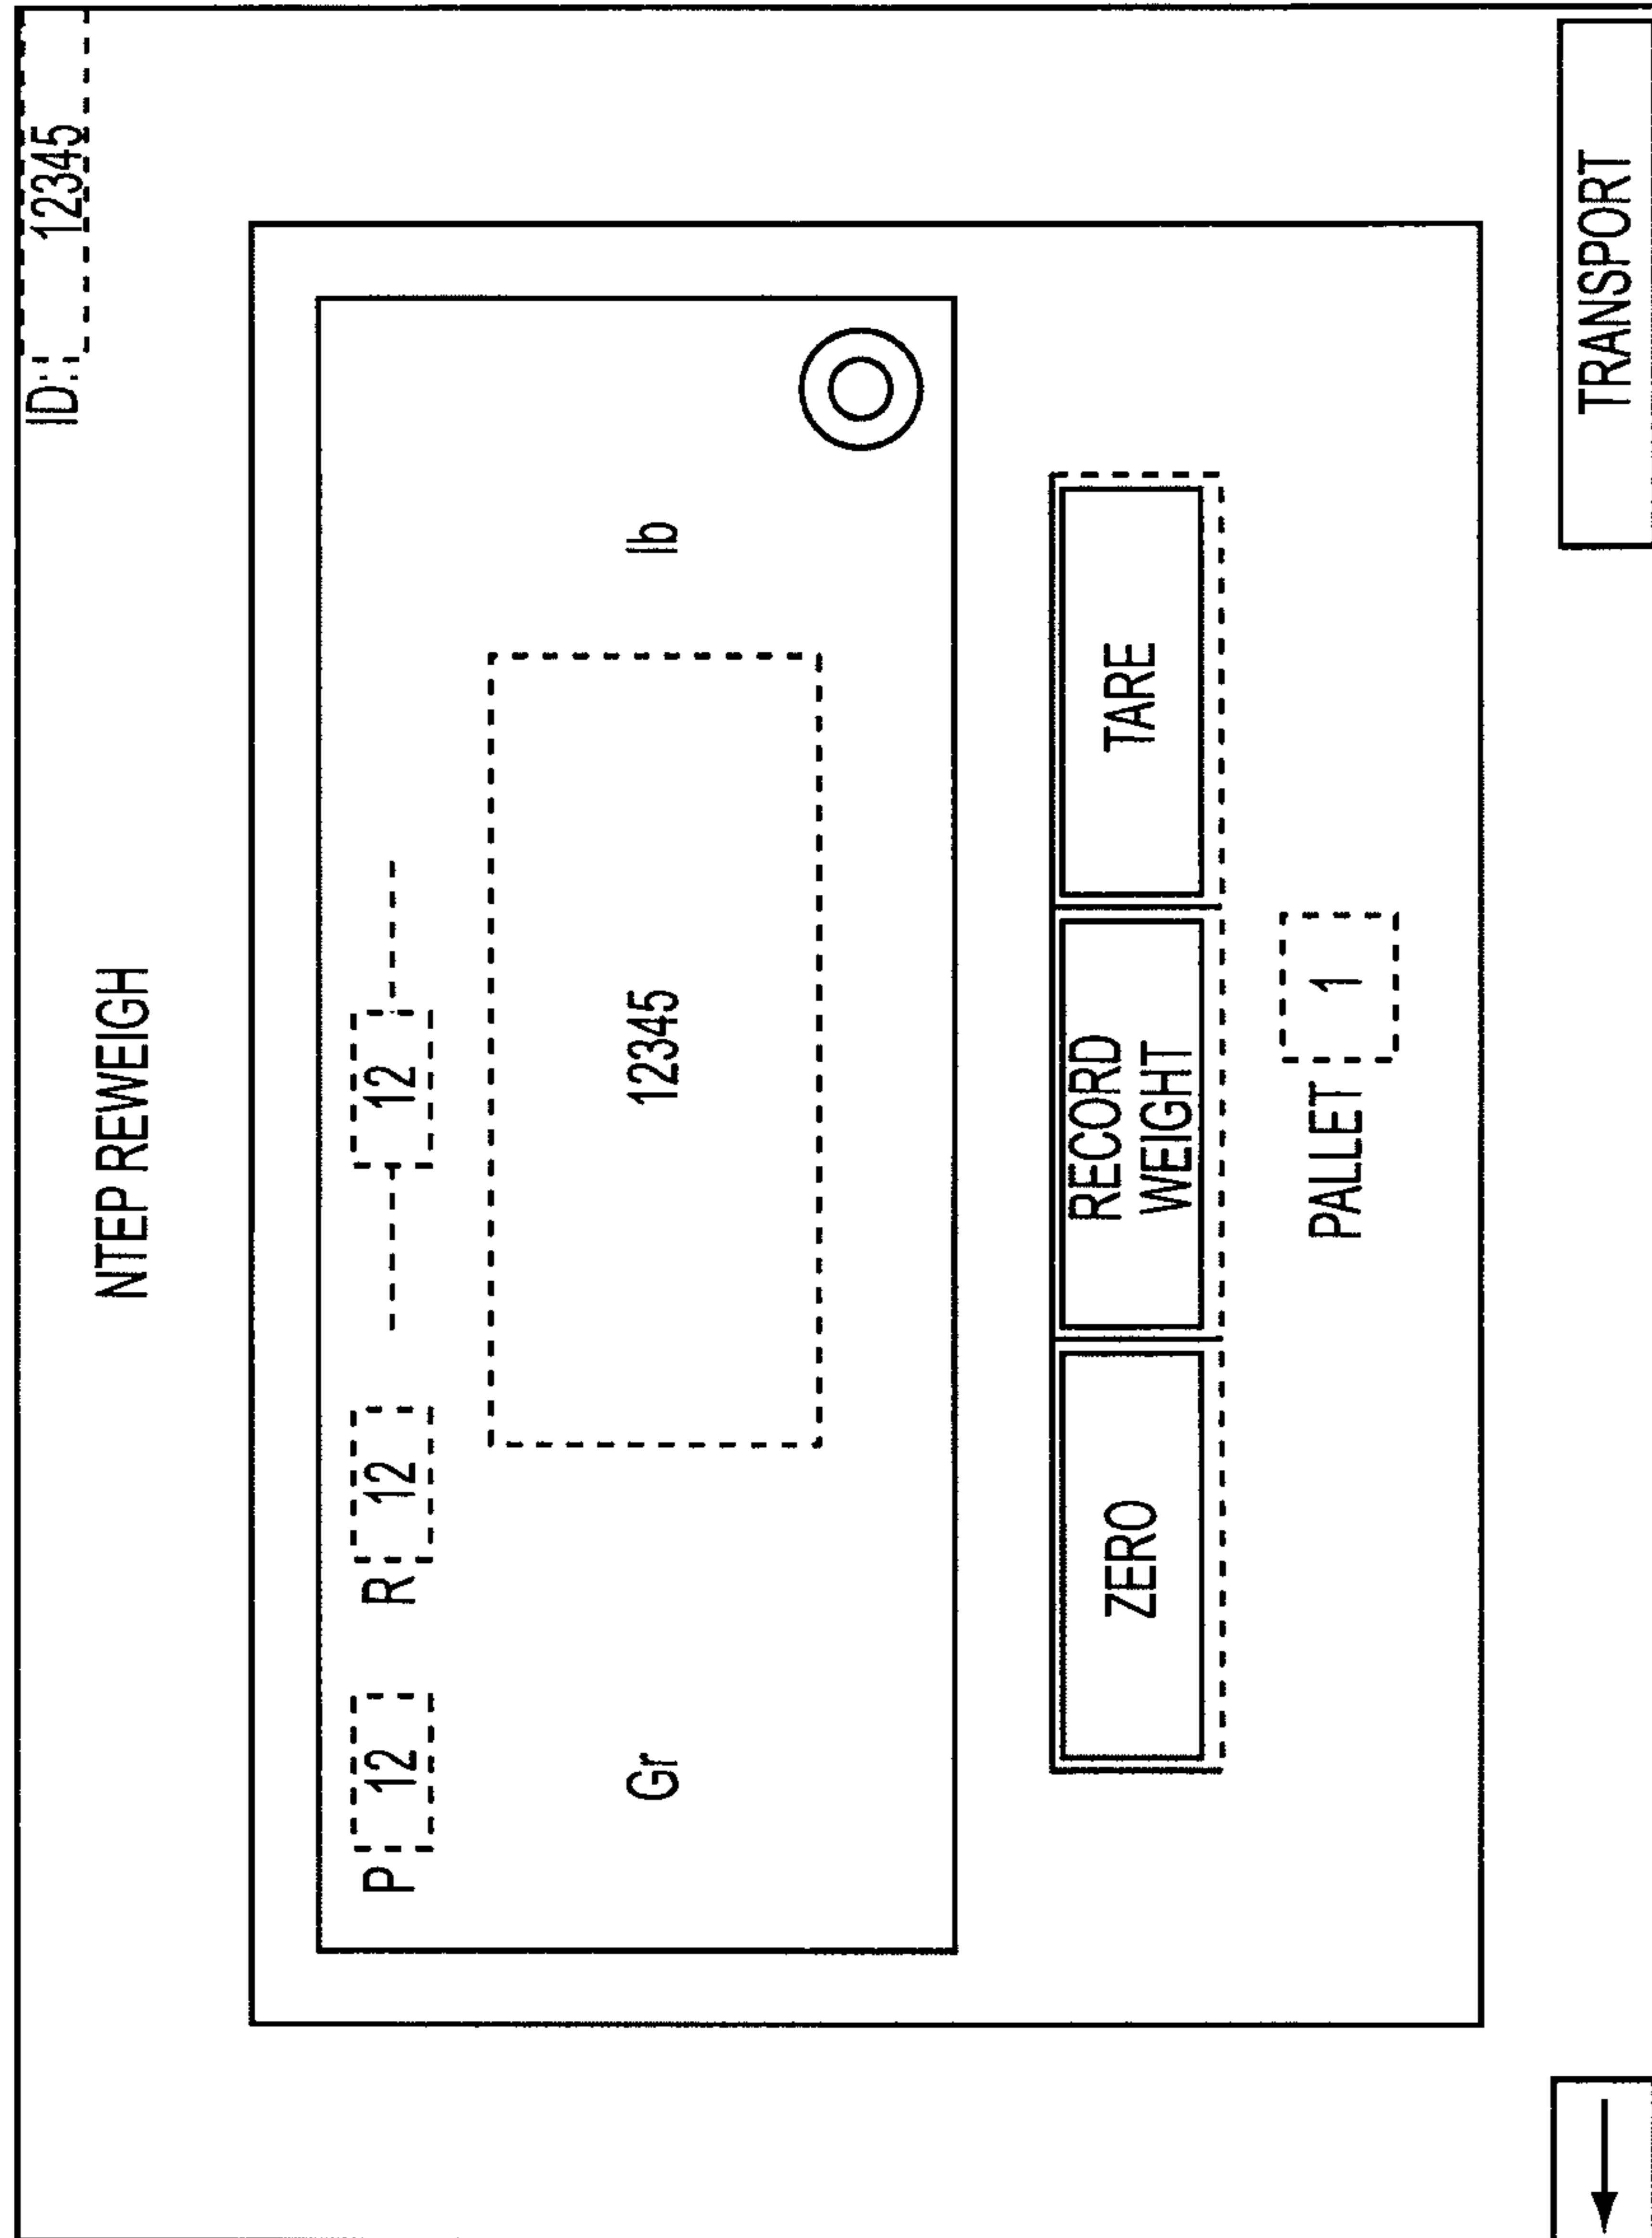 ID: 12345
NTEP REWEIGH
P 12 R 12 12
Gr 12345 lb
ZERO
RECORD
WEIGHT
TARE
PALLET 1
TRANSPORT